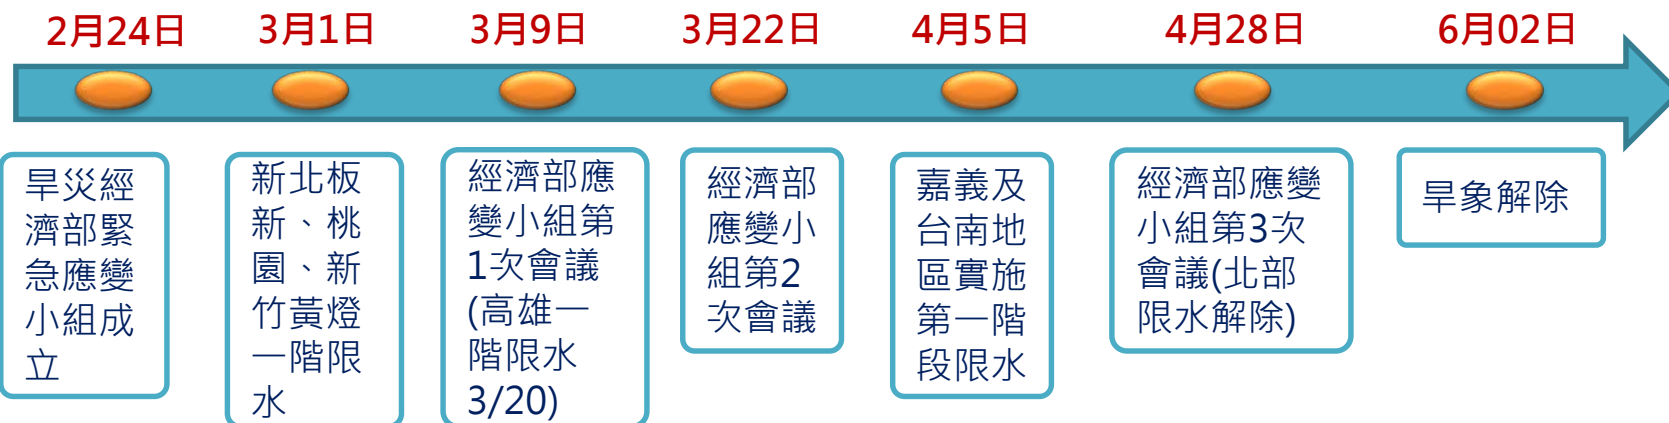 2月24日
3月1日
3月9日
3月22日
4月5日
4月28日
6月02日
旱災經
濟部緊
急應變
小組成
立
新北板
新、桃
園、新
竹黃燈
一階限
水
經濟部應
變小組第
1次會議
(高雄一
階限水
3/20)
經濟部
應變小
組第2
次會議
嘉義及
台南地
區實施
第一階
段限水
經濟部應變
小組第3次
會議(北部
限水解除)
旱象解除